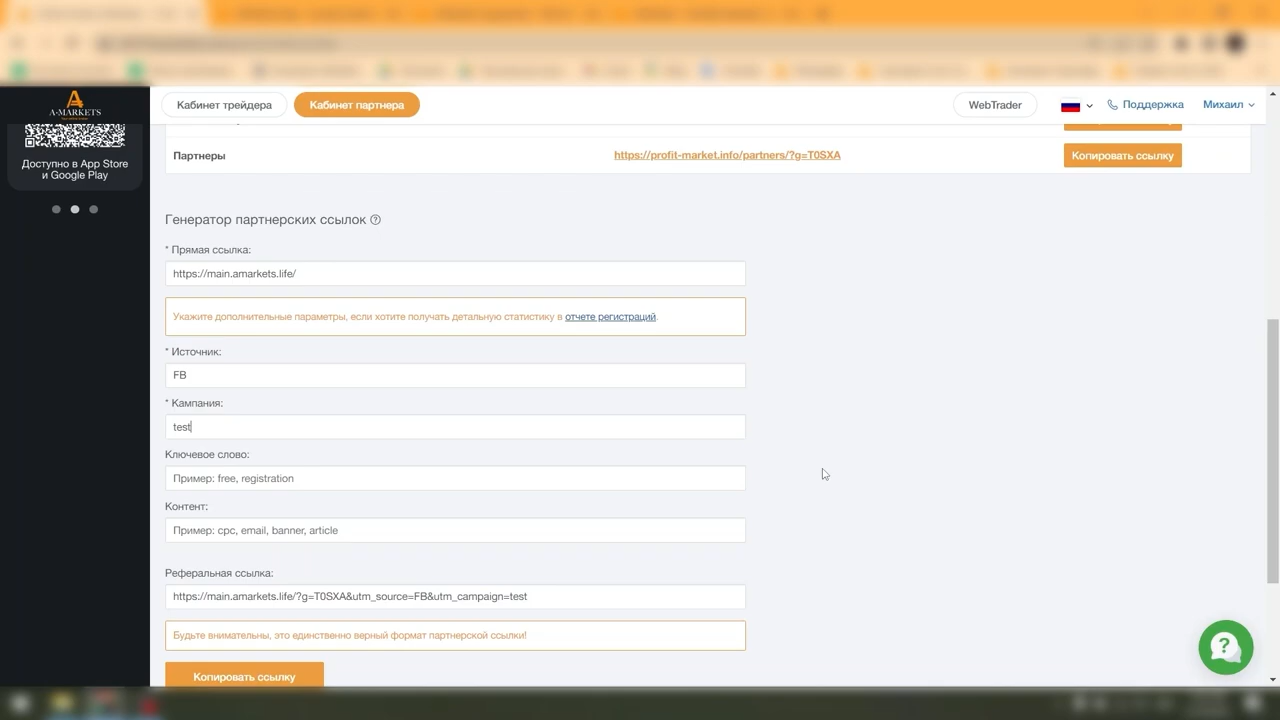 A-MARKETS
Кабинет трейдера
Кабинет партнера
WebTrader
Поддержка
Михаил
Доступно в App Store
и Google Play
Партнеры
https://profit-market.info/partners/?g=T0SXA
Копировать ссылку
Генератор партнерских ссылок
* Прямая ссылка:
https://main.amarkets.life/
Укажите дополнительные параметры, если хотите получать детальную статистику в отчете регистраций.
* Источник:
FB
* Кампания:
test
Ключевое слово:
Пример: free, registration
Контент:
Пример: cpc, email, banner, article
Реферальная ссылка:
https://main.amarkets.life/?g=T0SXA&utm_source=FB&utm_campaign=test
Будьте внимательны, это единственно верный формат партнерской ссылки!
Копировать ссылку